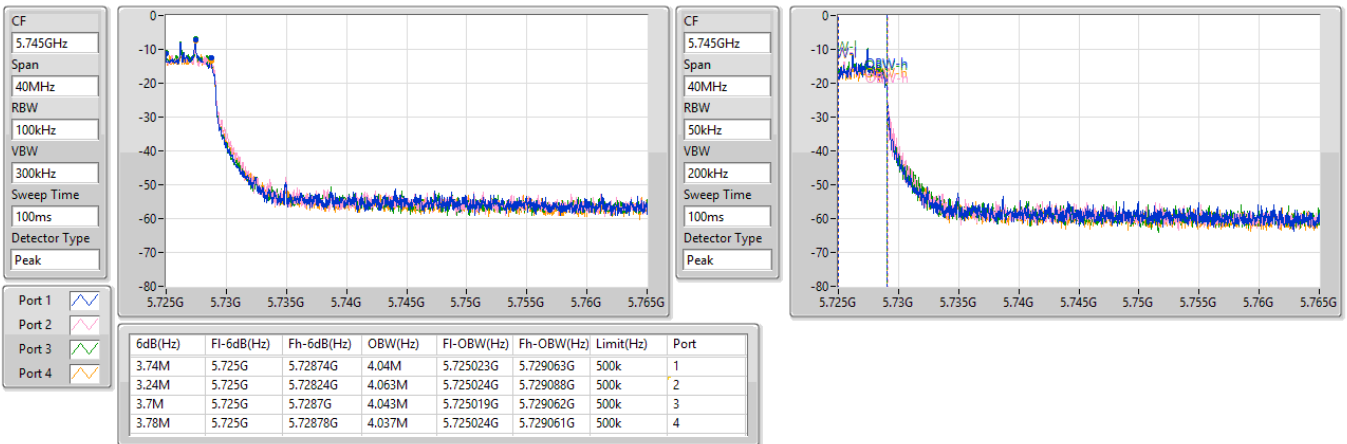 CF
5.745GHz
Span
40MHz
RBW
100kHz
VBW
300kHz
Sweep Time
100ms
Detector Type
Peak
0
-10
-20
-30
-40
-50
-60
-70
-80
5.725G 5.73G 5.735G 5.74G 5.745G 5.75G 5.755G 5.76G 5.765G
CF
5.745GHz
Span
40MHz
RBW
50kHz
VBW
200kHz
Sweep Time
100ms
Detector Type
Peak
0
-10
-20
-30
-40
-50
-60
-70
-80
OBW-h
5.725G 5.73G 5.735G 5.74G 5.745G 5.75G 5.755G 5.76G 5.765G
Port 1
Port 2
Port 3
Port 4
6dB(Hz) Fl-6dB(Hz) Fh-6dB(Hz) OBW(Hz) Fl-OBW(Hz) Fh-OBW(Hz) Limit(Hz) Port
3.74M 5.725G 5.72874G 4.04M 5.725023G 5.729063G 500k 1
3.24M 5.725G 5.72824G 4.063M 5.725024G 5.729088G 500k 2
3.7M 5.725G 5.7287G 4.043M 5.725019G 5.729062G 500k 3
3.78M 5.725G 5.72878G 4.037M 5.725024G 5.729061G 500k 4